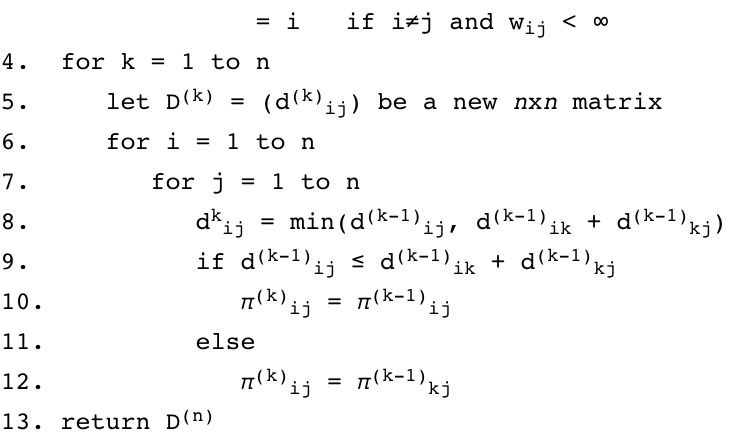 = i if i≠j and wᵢⱼ < ∞
4. for k = 1 to n
5. let D⁽ᵏ⁾ = (d⁽ᵏ⁾ᵢⱼ) be a new nxn matrix
6. for i = 1 to n
7. for j = 1 to n
8. dᵏᵢⱼ = min(d⁽ᵏ⁻¹⁾ᵢⱼ, d⁽ᵏ⁻¹⁾ᵢₖ + d⁽ᵏ⁻¹⁾ₖⱼ)
9. if d⁽ᵏ⁻¹⁾ᵢⱼ ≤ d⁽ᵏ⁻¹⁾ᵢₖ + d⁽ᵏ⁻¹⁾ₖⱼ
10. π⁽ᵏ⁾ᵢⱼ = π⁽ᵏ⁻¹⁾ᵢⱼ
11. else
12. π⁽ᵏ⁾ᵢⱼ = π⁽ᵏ⁻¹⁾ₖⱼ
13. return D⁽ⁿ⁾